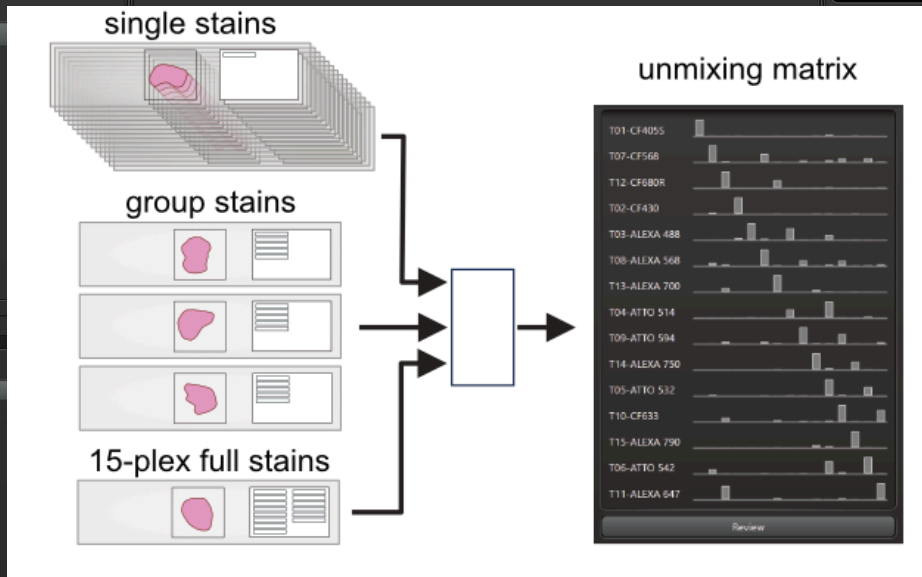 single stains
unmixing matrix
group stains
15-plex full stains
T01-CF405S
T07-CF568
T12-CF680R
T02-CF430
T03-ALEXA 488
T08-ALEXA 568
T13-ALEXA 700
T04-ATTO 514
T09-ATTO 594
T14-ALEXA 750
T05-ATTO 532
T10-CF633
T15-ALEXA 790
T06-ATTO 542
T11-ALEXA 647
Review